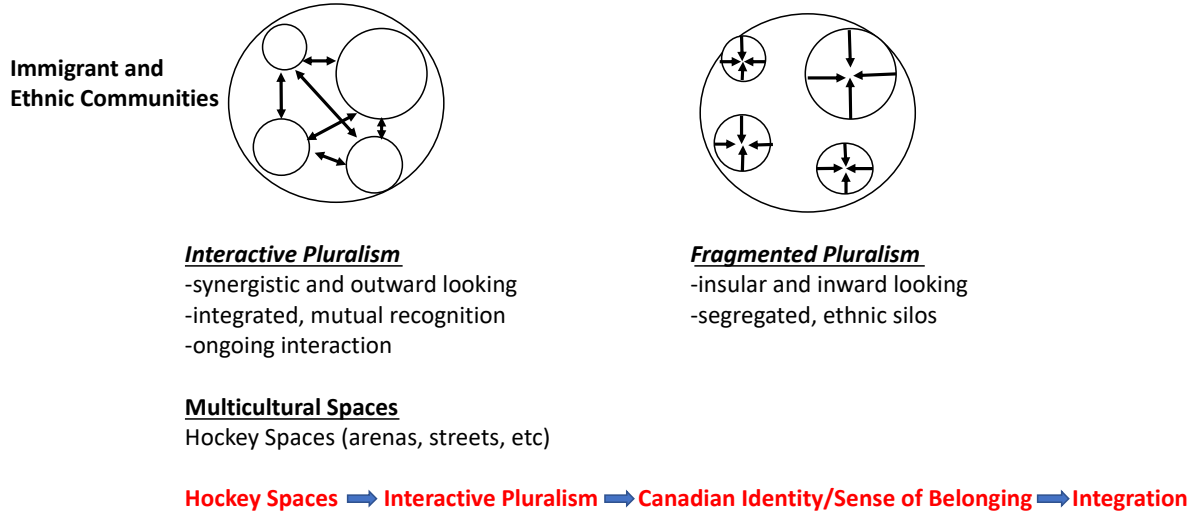 Immigrant and
Ethnic Communities
Interactive Pluralism
-synergistic and outward looking
-integrated, mutual recognition
-ongoing interaction
Fragmented Pluralism
-insular and inward looking
-segregated, ethnic silos
Multicultural Spaces
Hockey Spaces (arenas, streets, etc)
Hockey Spaces Interactive Pluralism Canadian Identity/Sense of Belonging Integration